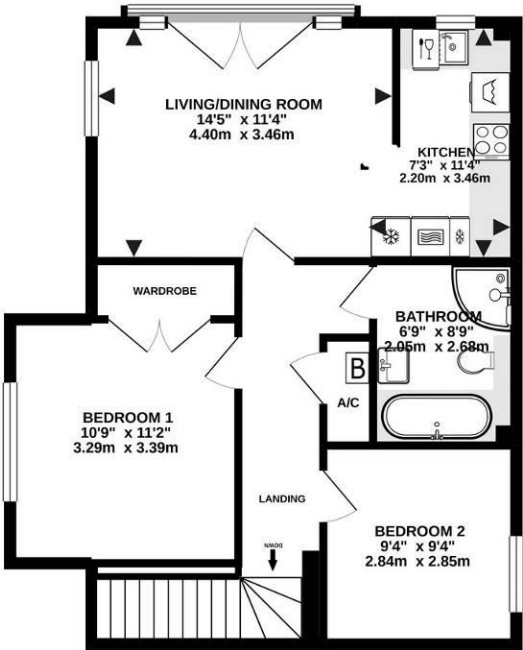 LIVING/DINING ROOM
14'5" x 11'4"
4.40m x 3.46m
KITCHEN
7'3" x 11'4"
2.20m x 3.46m
WARDROBE
BATHROOM
6'9" x 8'9"
2.05m x 2.68m
B
A/C
BEDROOM 1
10'9" x 11'2"
3.29m x 3.39m
LANDING
DOWN
BEDROOM 2
9'4" x 9'4"
2.84m x 2.85m